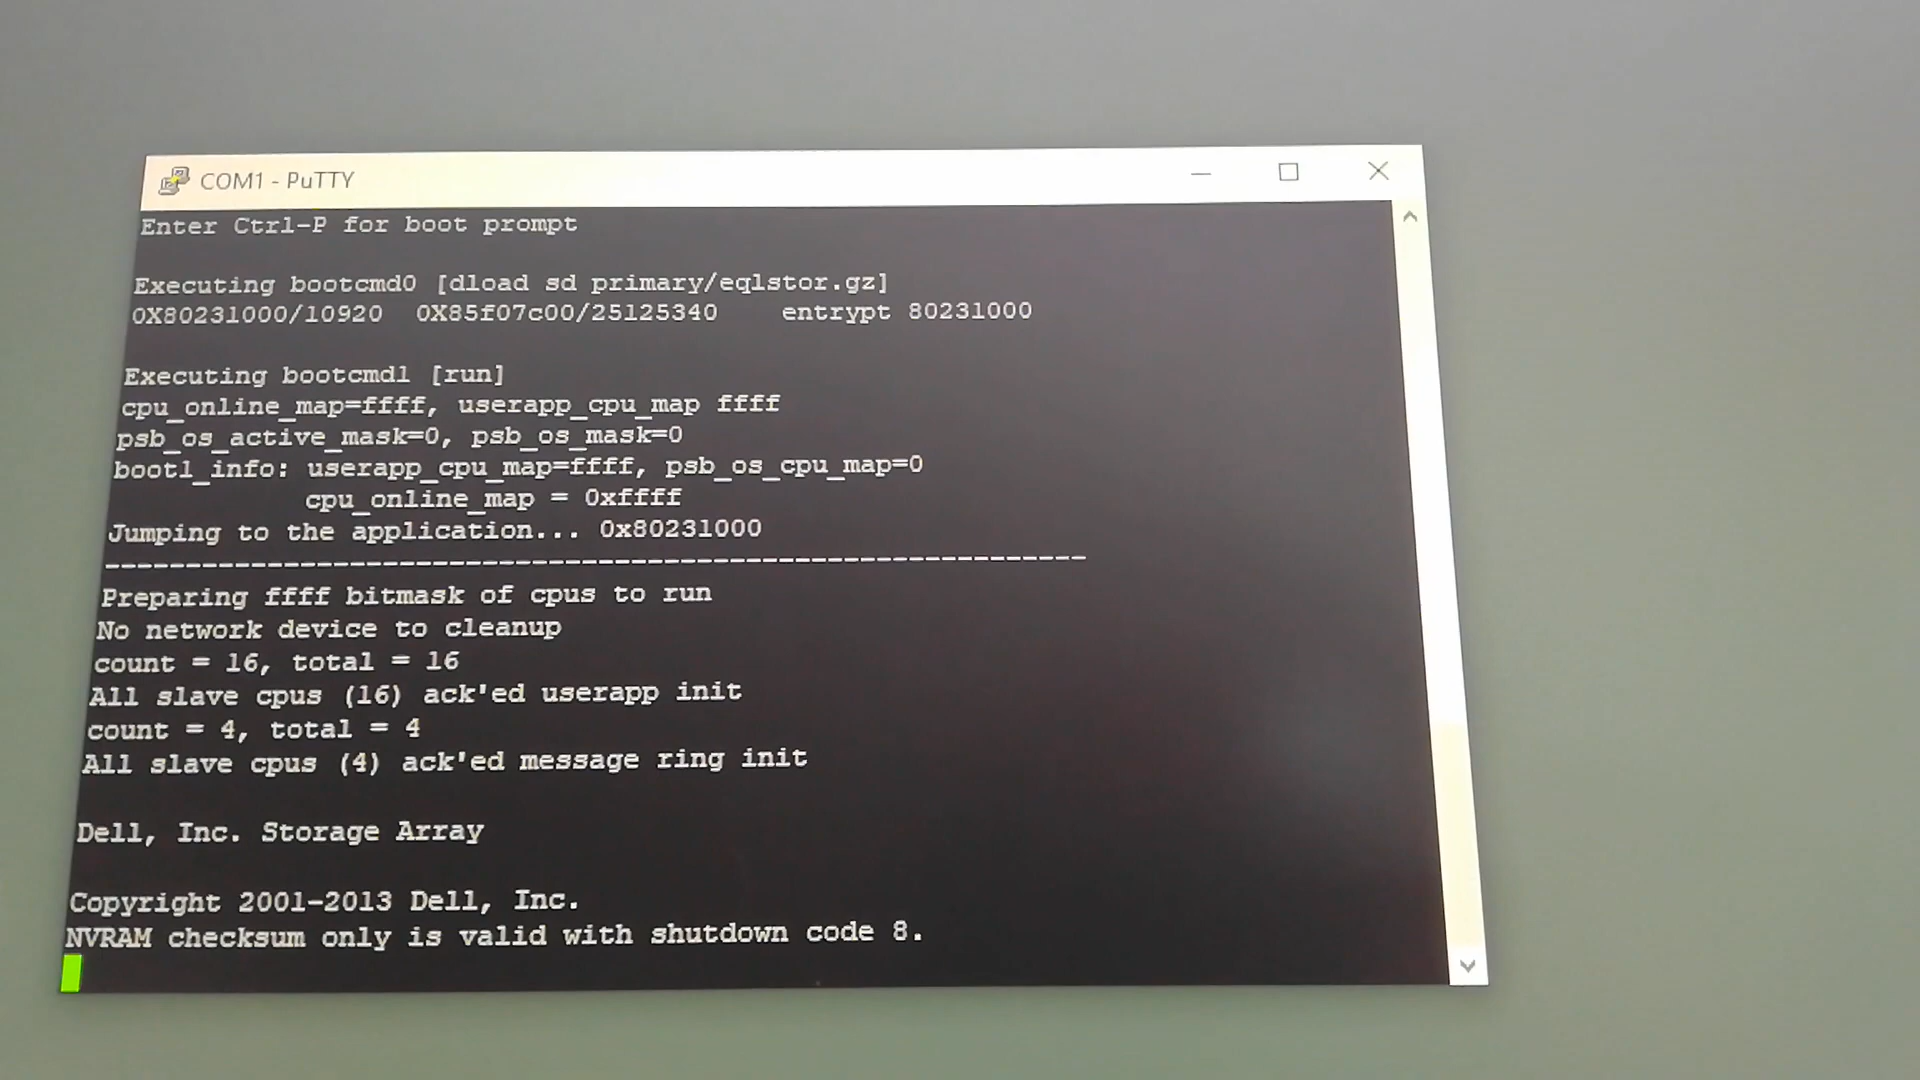 COM1 - PuTTY
Enter Ctrl-P for boot prompt
Executing bootcmd0 [dload sd primary/eqlstor.gz]
0X80231000/10920  0X85f07c00/25125340    entrypt 80231000
Executing bootcmd1 [run]
cpu_online_map=ffff, userapp_cpu_map ffff
psb_os_active_mask=0, psb_os_mask=0
boot1_info: userapp_cpu_map=ffff, psb_os_cpu_map=0
cpu_online_map = 0xffff
Jumping to the application... 0x80231000
-------------------------------------------------------------
Preparing ffff bitmask of cpus to run
No network device to cleanup
count = 16, total = 16
All slave cpus (16) ack'ed userapp init
count = 4, total = 4
All slave cpus (4) ack'ed message ring init
Dell, Inc. Storage Array
Copyright 2001-2013 Dell, Inc.
NVRAM checksum only is valid with shutdown code 8.